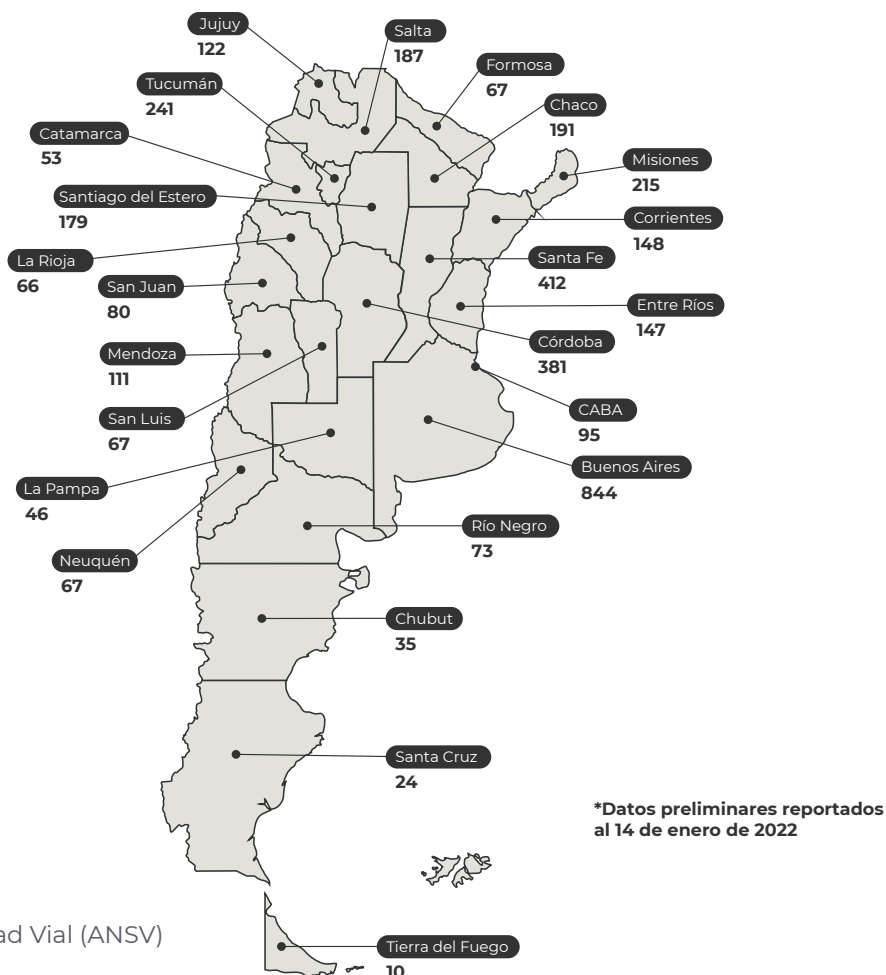 Jujuy
122
Salta
187
Tucumán
241
Formosa
67
Chaco
191
Catamarca
53
Misiones
215
Santiago del Estero
179
Corrientes
148
La Rioja
66
Santa Fe
412
San Juan
80
Entre Ríos
147
Mendoza
111
Córdoba
381
San Luis
67
CABA
95
La Pampa
46
Buenos Aires
844
Río Negro
73
Neuquén
67
Chubut
35
Santa Cruz
24
*Datos preliminares reportados
al 14 de enero de 2022
Vial (ANSV)
Tierra del Fuego
10